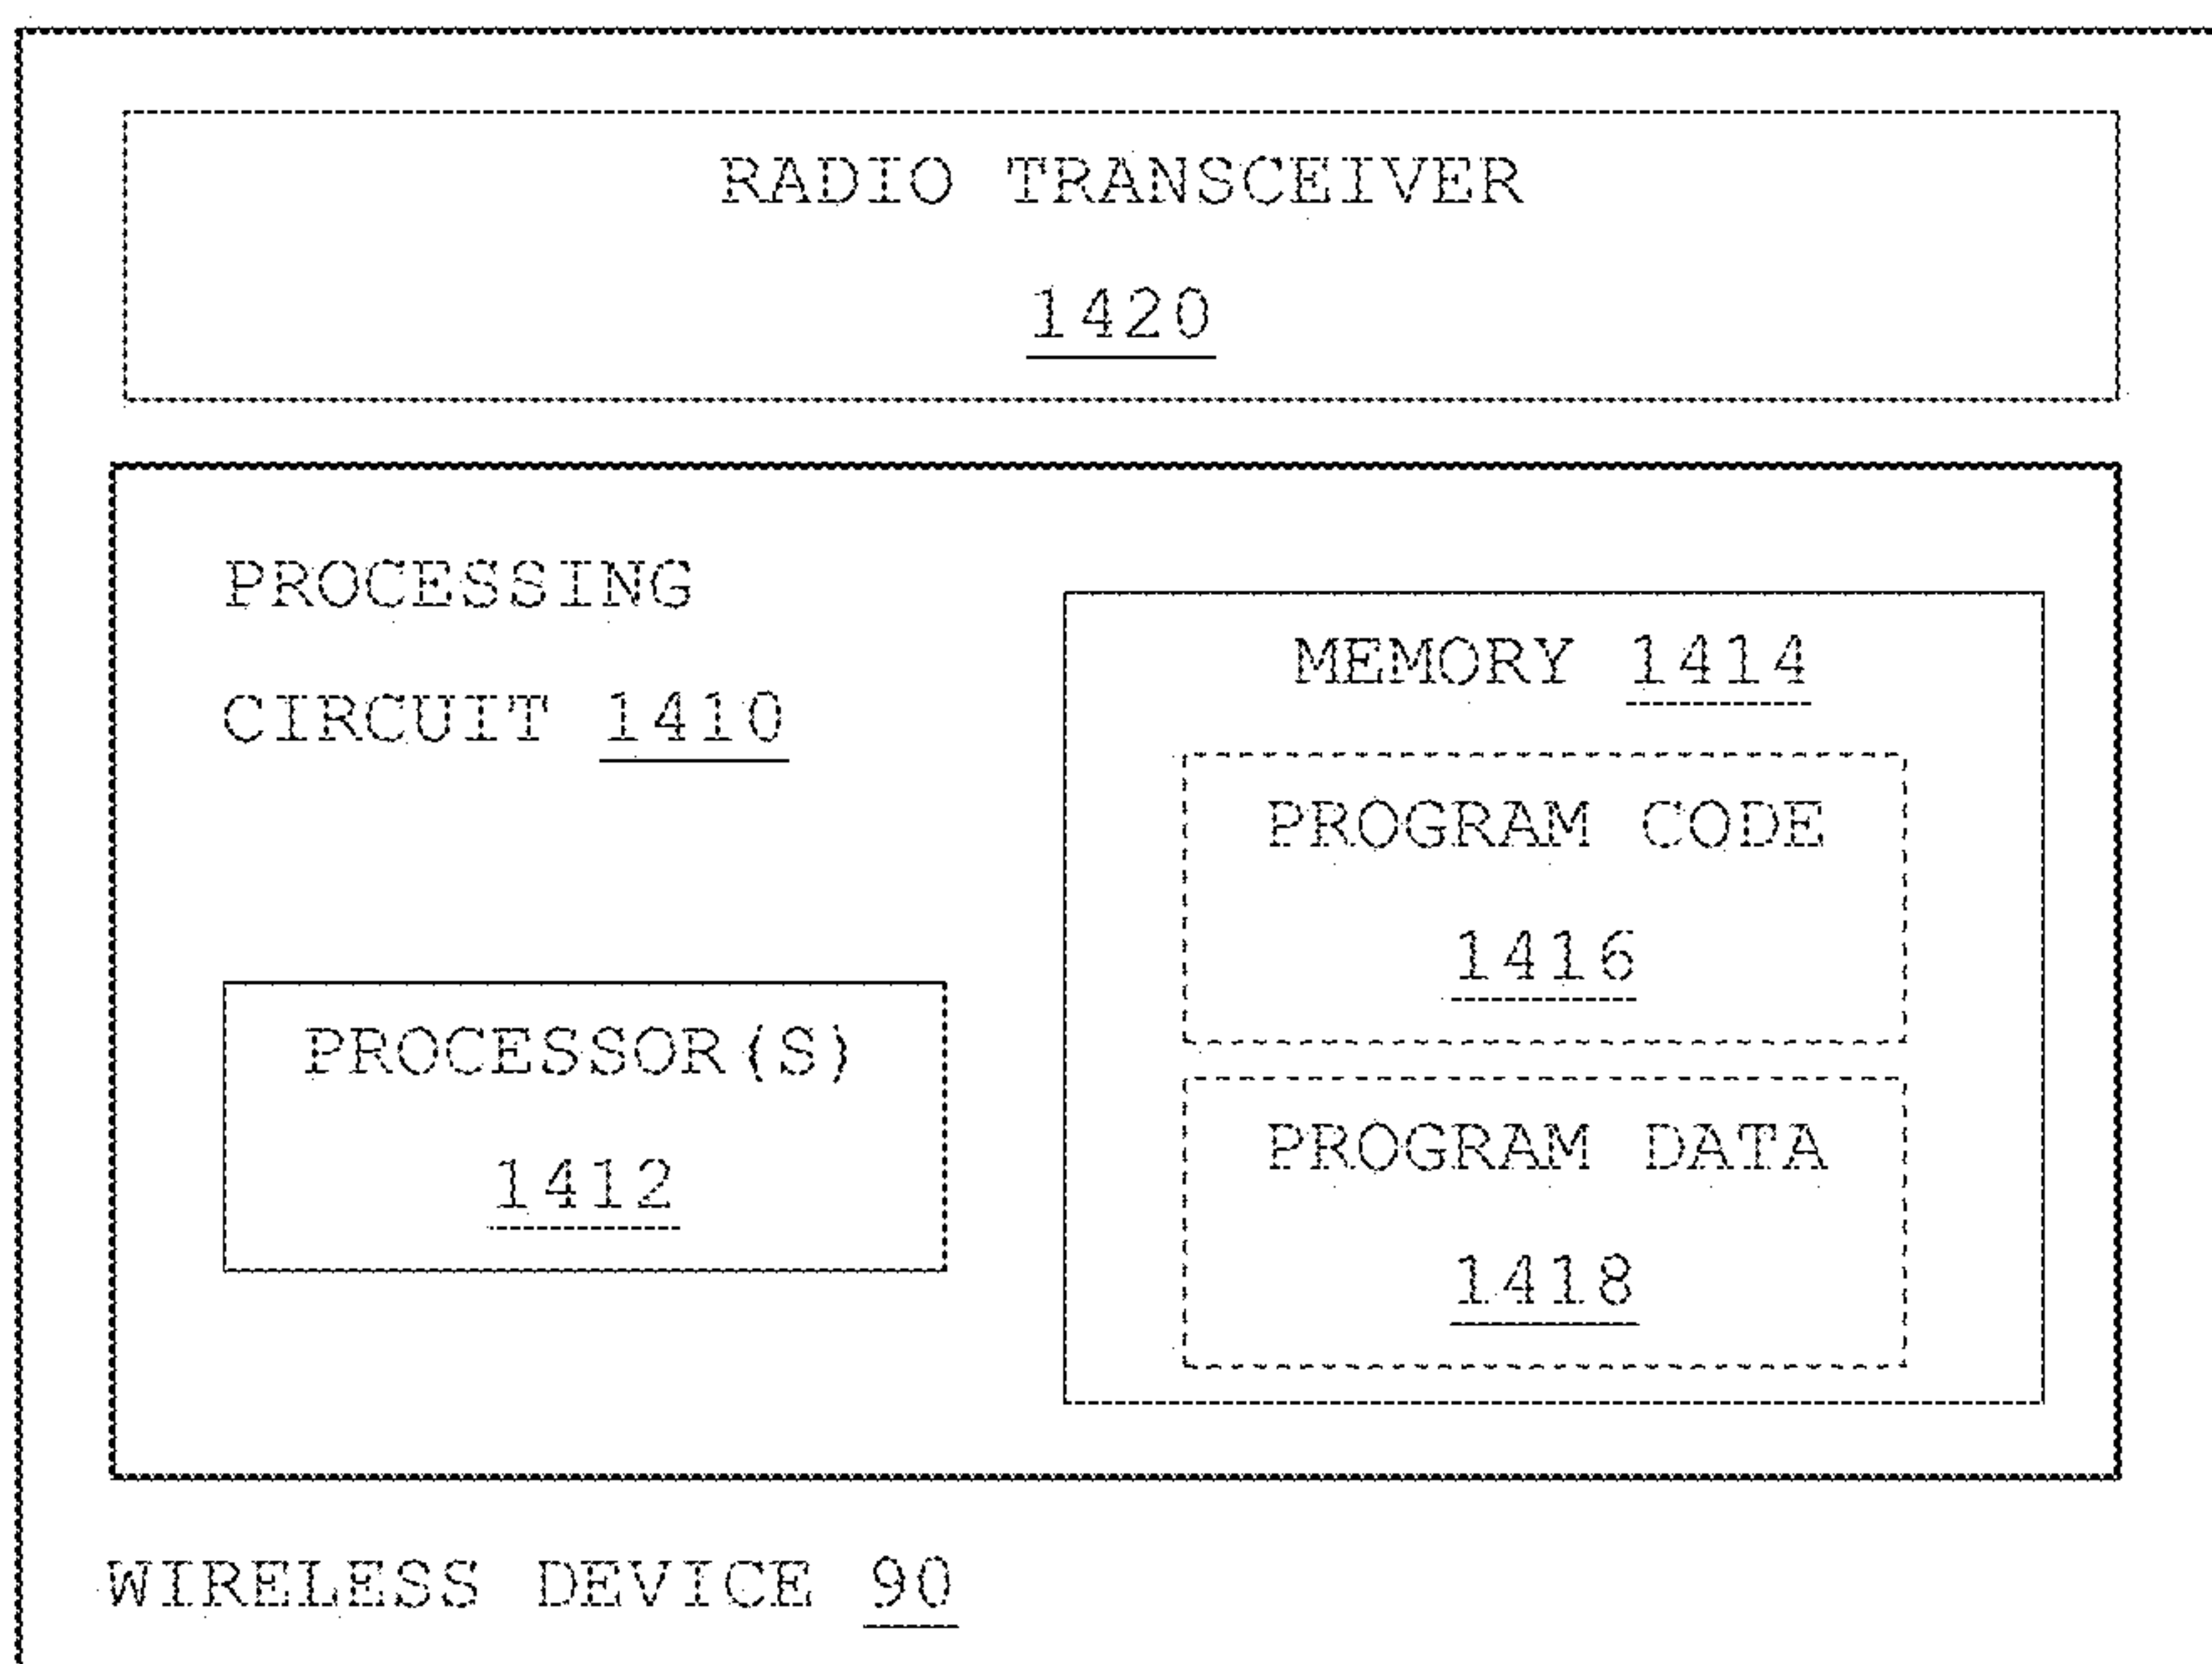 RADIO TRANSCEIVER
1420
PROCESSING
CIRCUIT 1410
PROCESSOR(S)
1412
MEMORY 1414
PROGRAM CODE
1416
PROGRAM DATA
1418
WIRELESS DEVICE 90